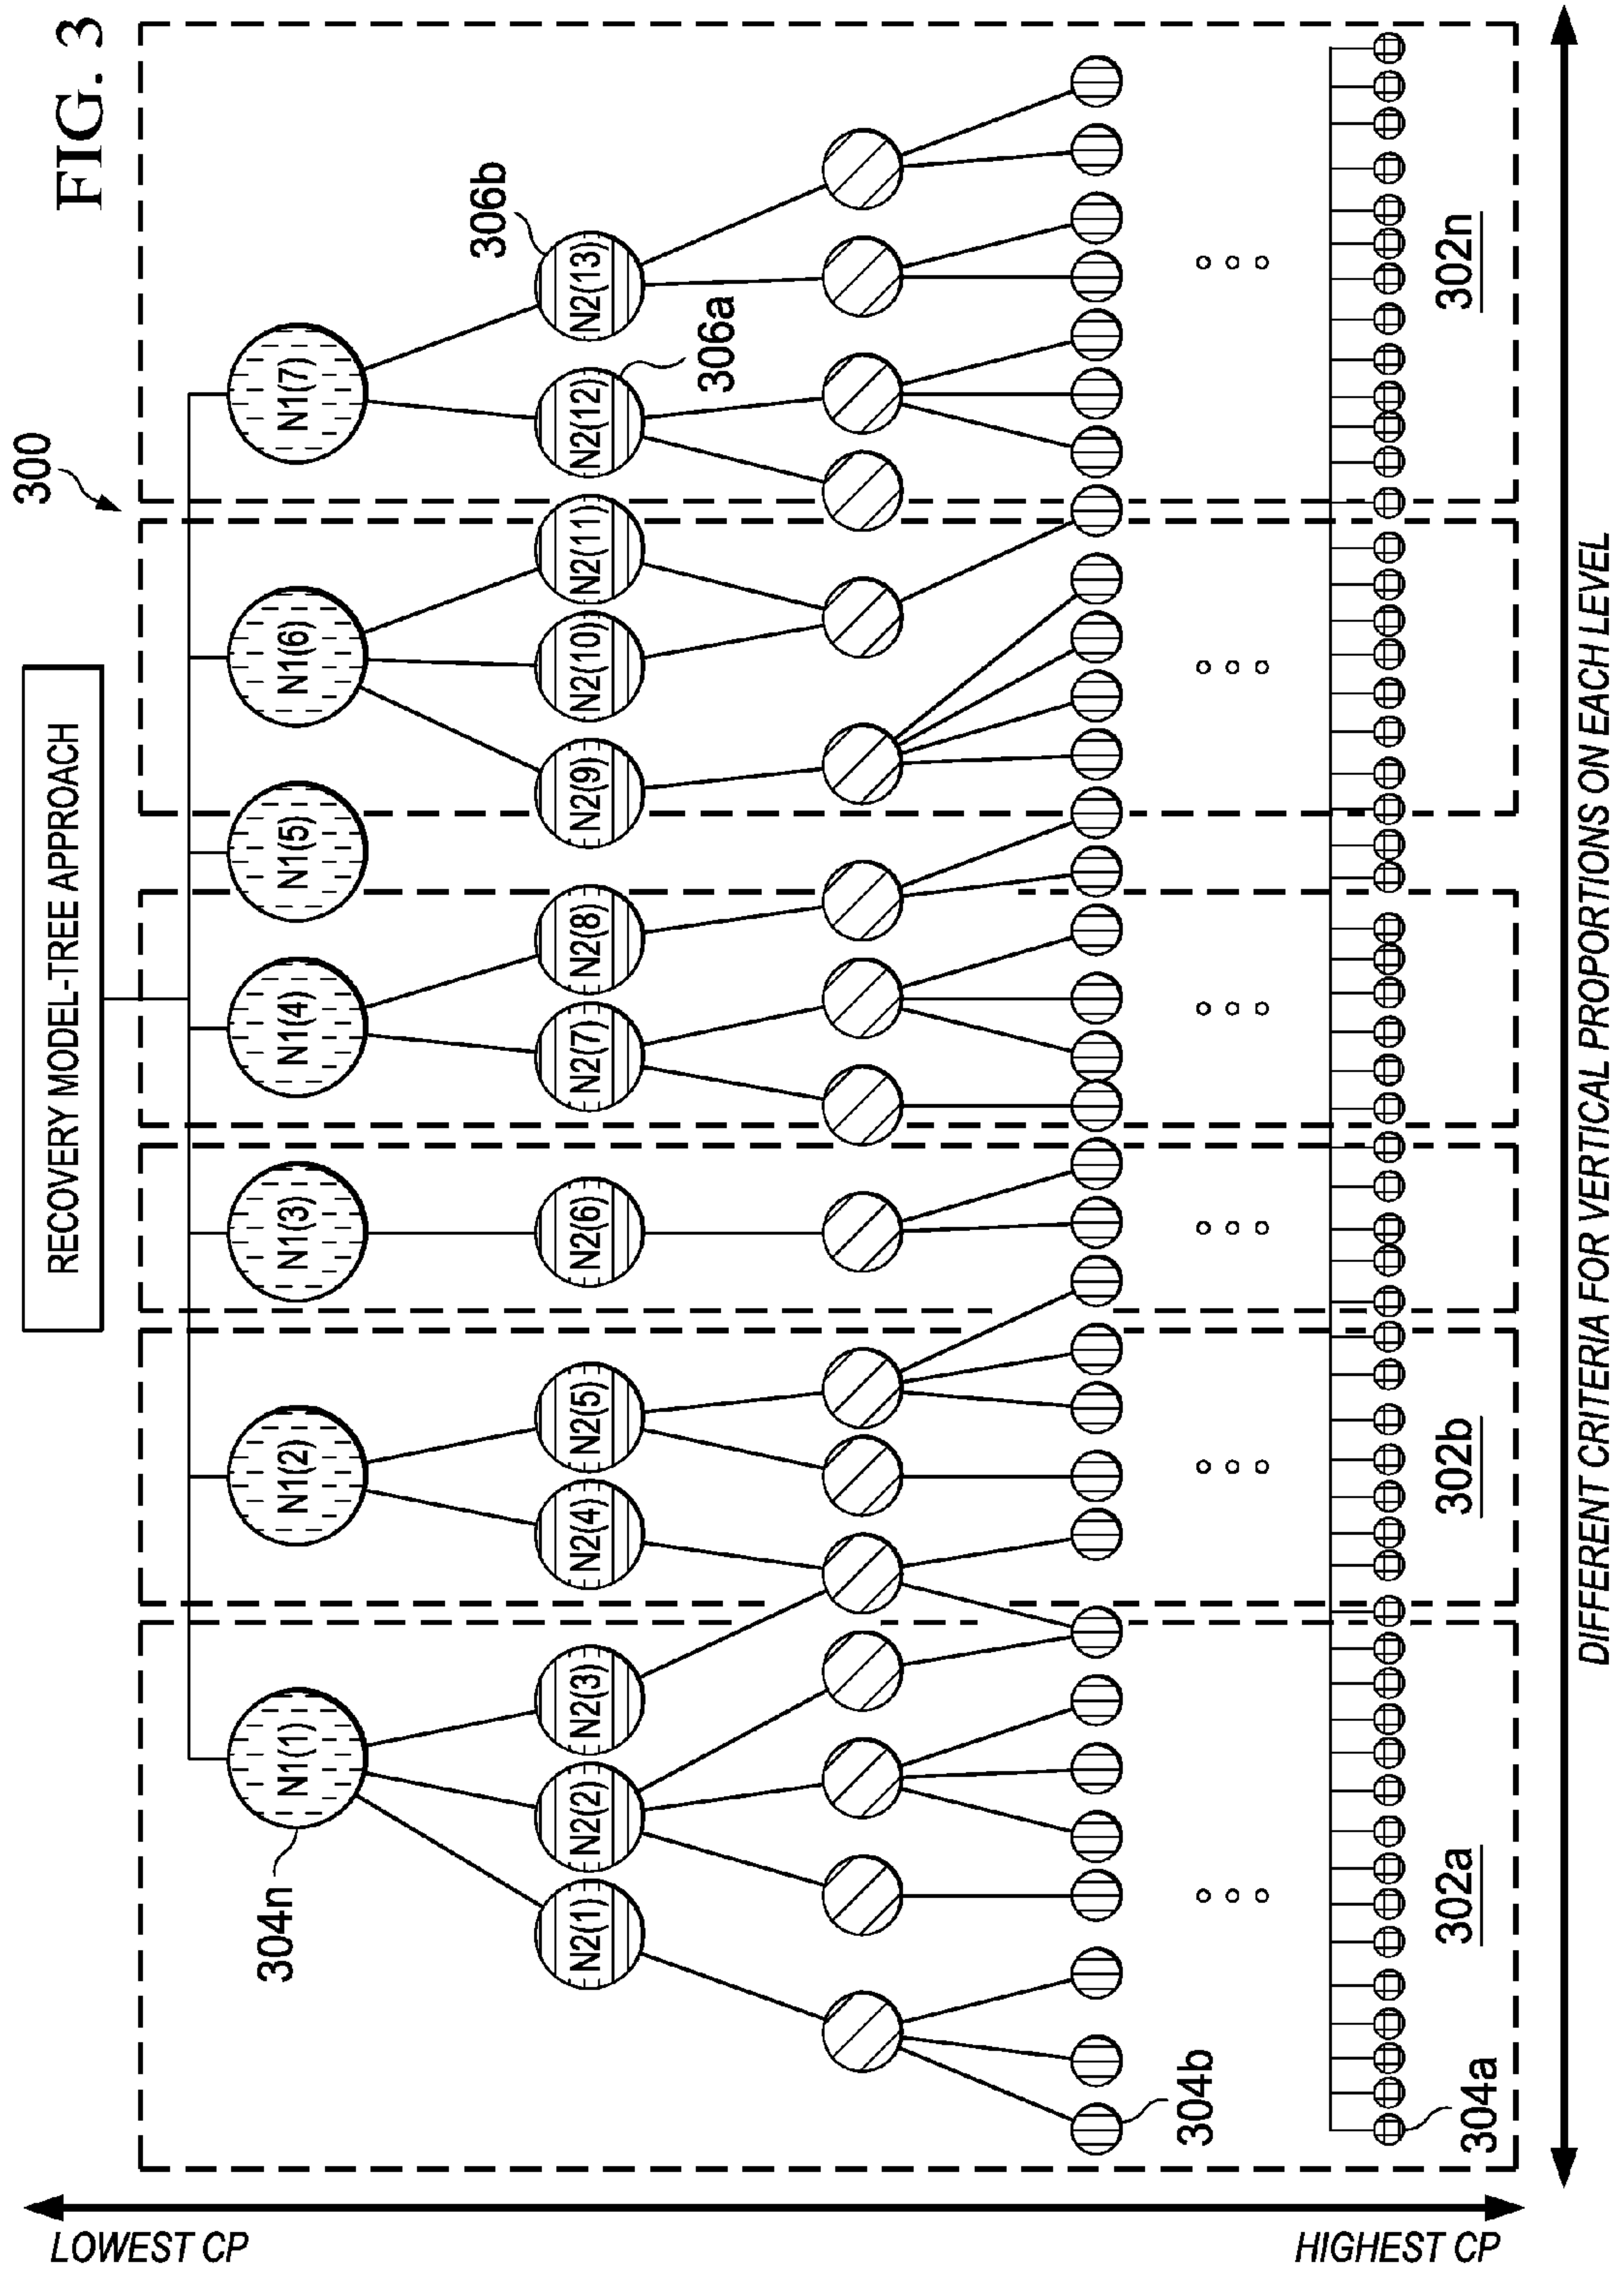 FIG. 3
300
RECOVERY MODEL-TREE APPROACH
N1(1)
N1(2)
N1(3)
N1(4)
N1(5)
N1(6)
N1(7)
304n
306b
N2(1)
N2(2)
N2(3)
N2(4)
N2(5)
N2(6)
N2(7)
N2(8)
N2(9)
N2(10)
N2(11)
N2(12)
N2(13)
306a
304b
304a
302a
302b
302n
LOWEST CP
HIGHEST CP
DIFFERENT CRITERIA FOR VERTICAL PROPORTIONS ON EACH LEVEL